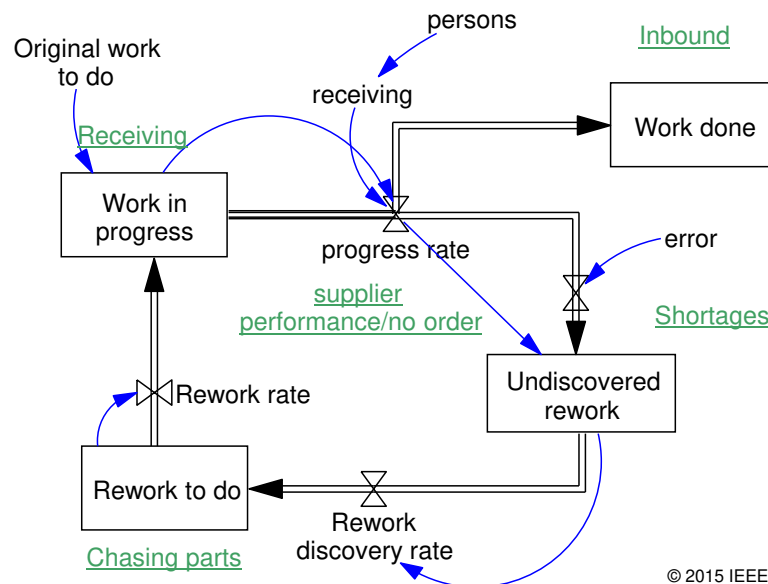 persons
Original work
to do
Inbound
receiving
Receiving
Work done
Work in
progress
progress rate
error
supplier
performance/no order
Shortages
Undiscovered
rework
Rework rate
Rework to do
Rework
discovery rate
Chasing parts
© 2015 IEEE